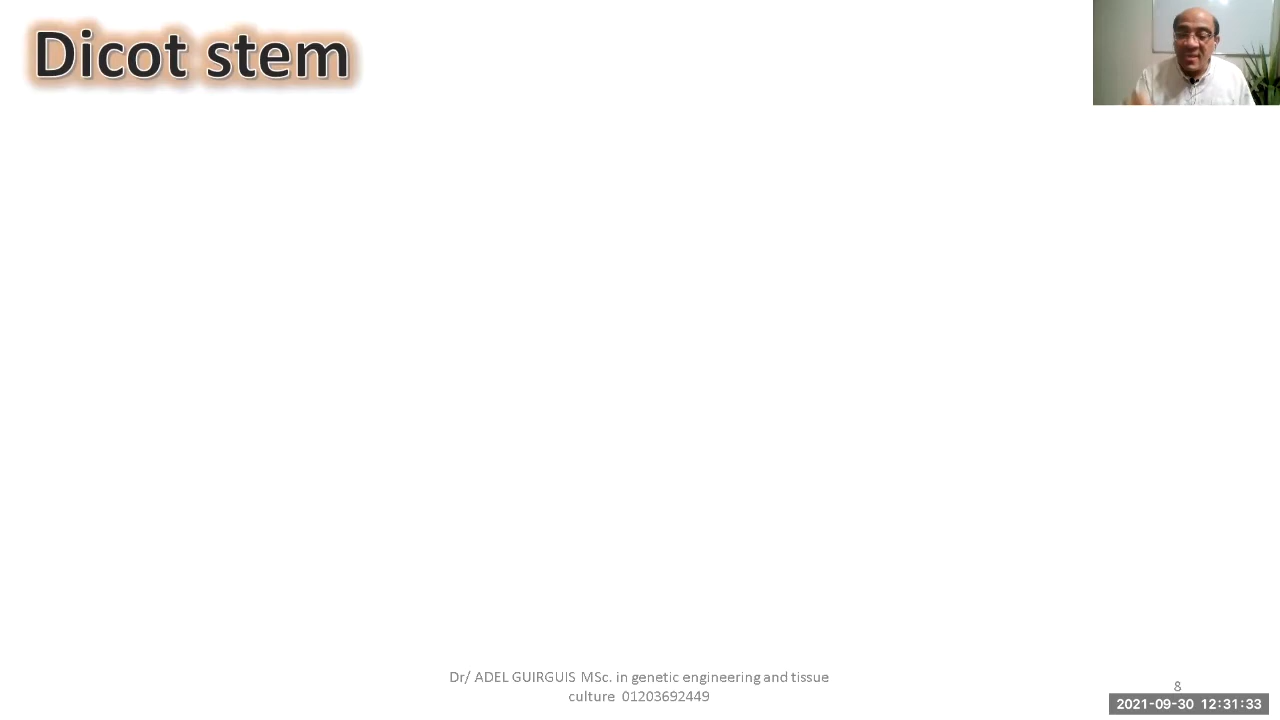 Dicot stem
Dr/ ADEL GUIRGUIS MSc. in genetic engineering and tissue
culture 01203692449
8
2021-09-30 12:31:33